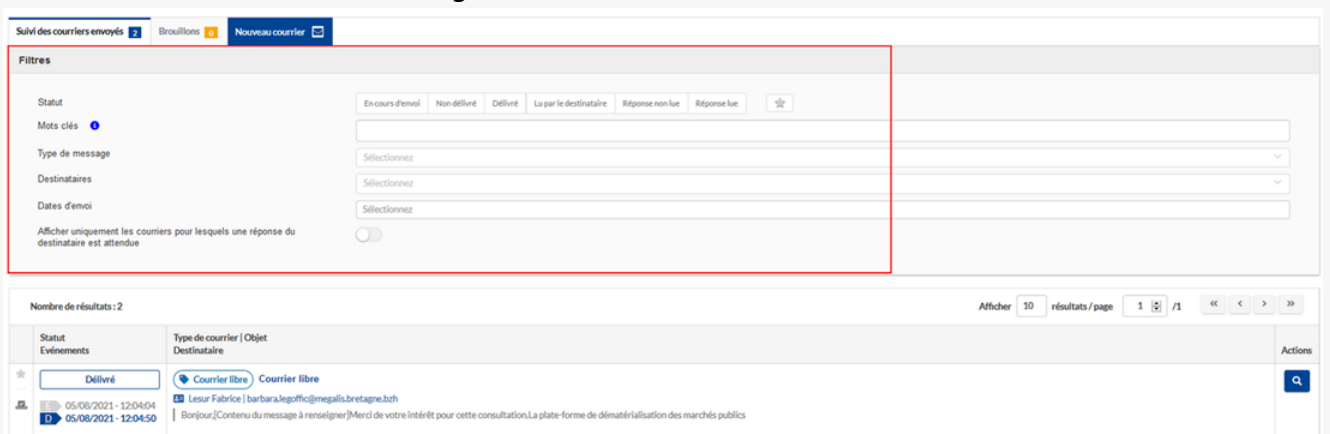 Suivi des courriers envoyés 2 Brouillons 0 Nouveau courrier
Filtres
Statut En cours d'envoi Non délivré Délivré Lu par le destinataire Réponse non lue Réponse lue
Mots clés
Type de message Sélectionnez
Destinataires Sélectionnez
Dates d'envoi Sélectionnez
Afficher uniquement les courriers pour lesquels une réponse du
destinataire est attendue
Nombre de résultats : 2 Afficher 10 résultats / page 1 /1 « < > »
Statut Type de courrier | Objet
Evénements Destinataire Actions
Délivré Courrier libre Courrier libre
05/08/2021 - 12:04:04 Lesur Fabrice | barbara.legoffic@megalis.bretagne.bzh
D 05/08/2021 - 12:04:50 Bonjour,[Contenu du message à renseigner]Merci de votre intérêt pour cette consultation.La plate-forme de dématérialisation des marchés publics